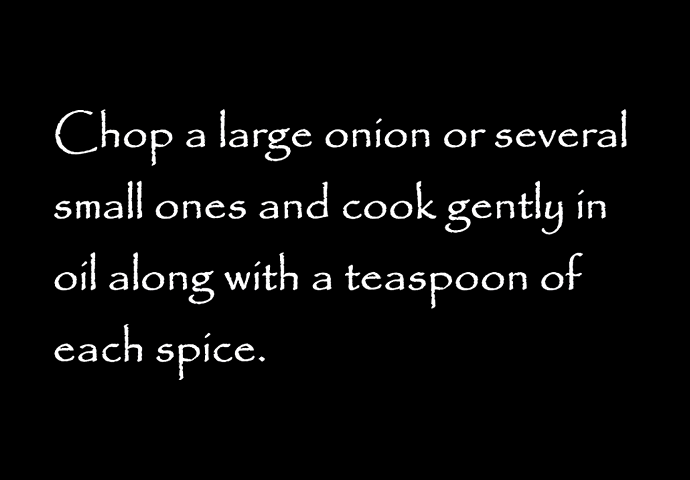 Chop a large onion or several
small ones and cook gently in
oil along with a teaspoon of
each spice.